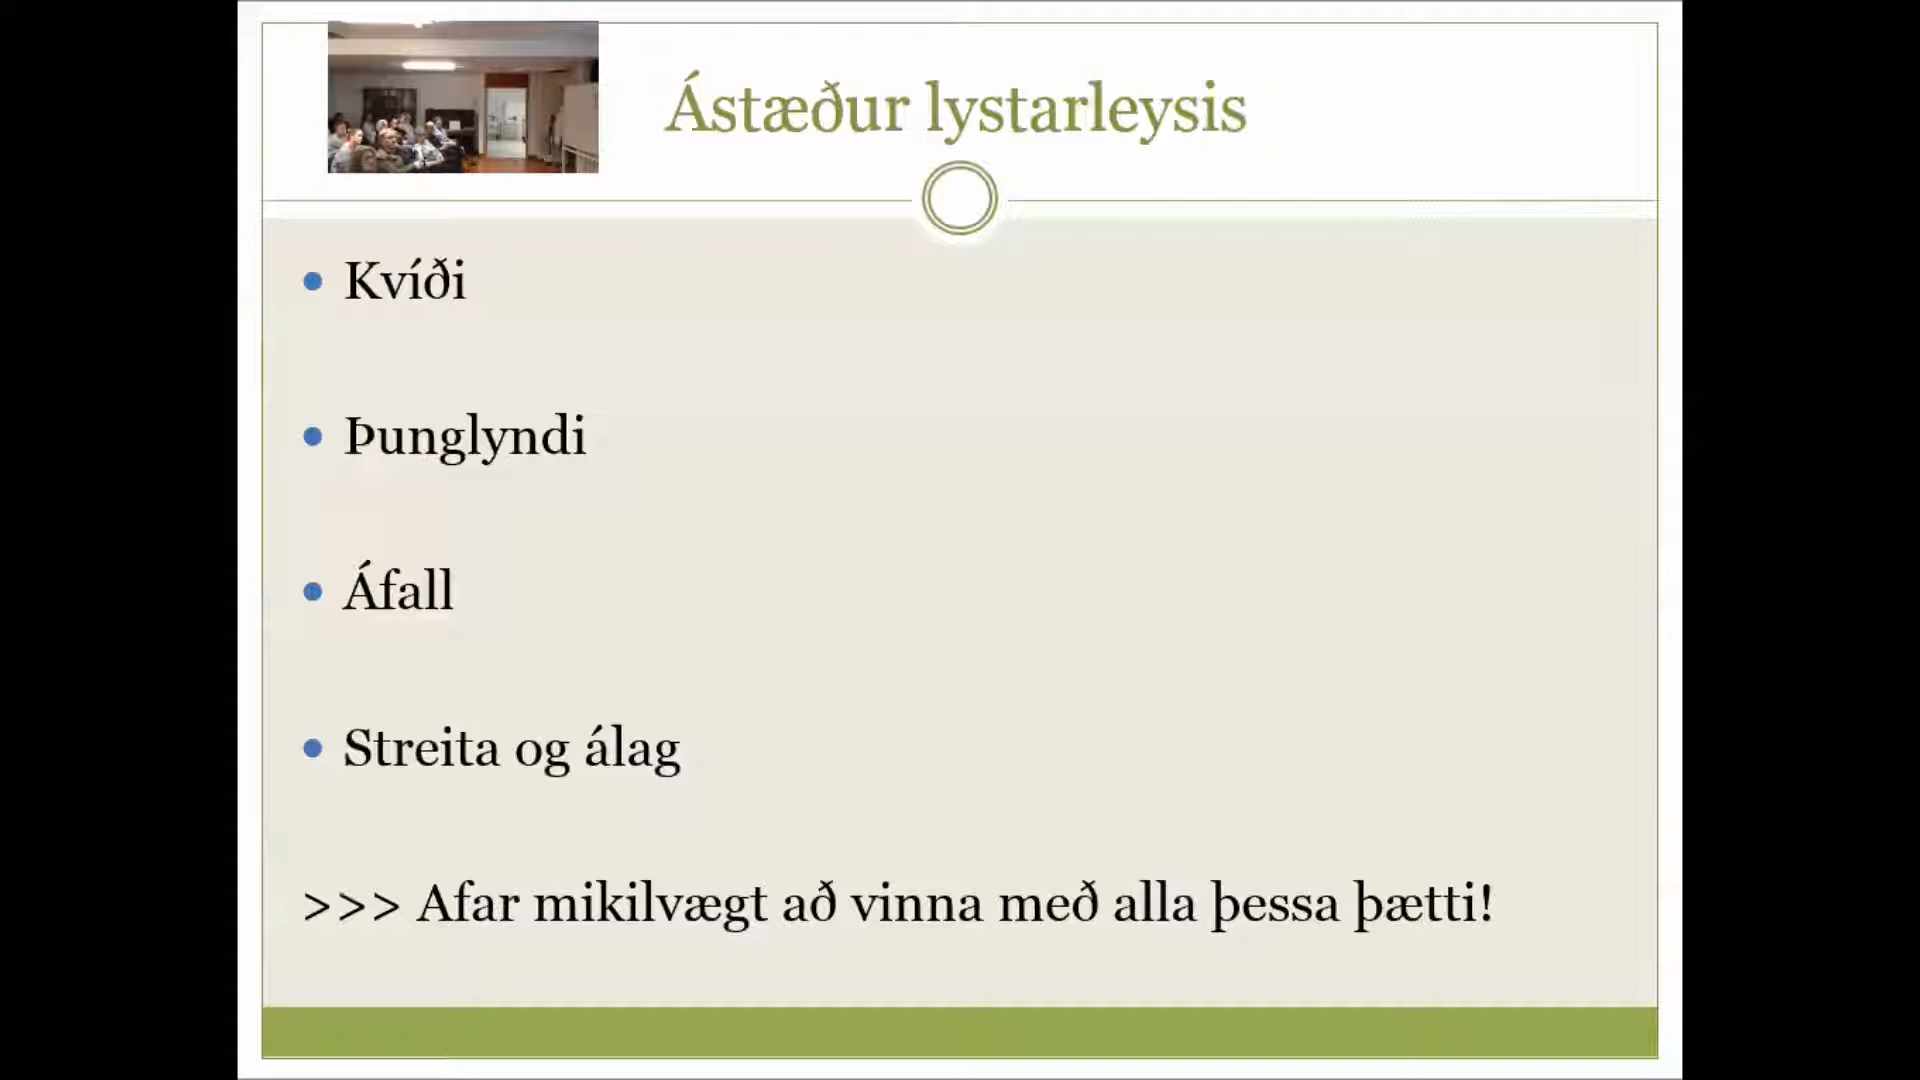 Ástæður lystarleysis
• Kvíði
• Þunglyndi
• Áfall
• Streita og álag
>>> Afar mikilvægt að vinna með alla þessa þætti!